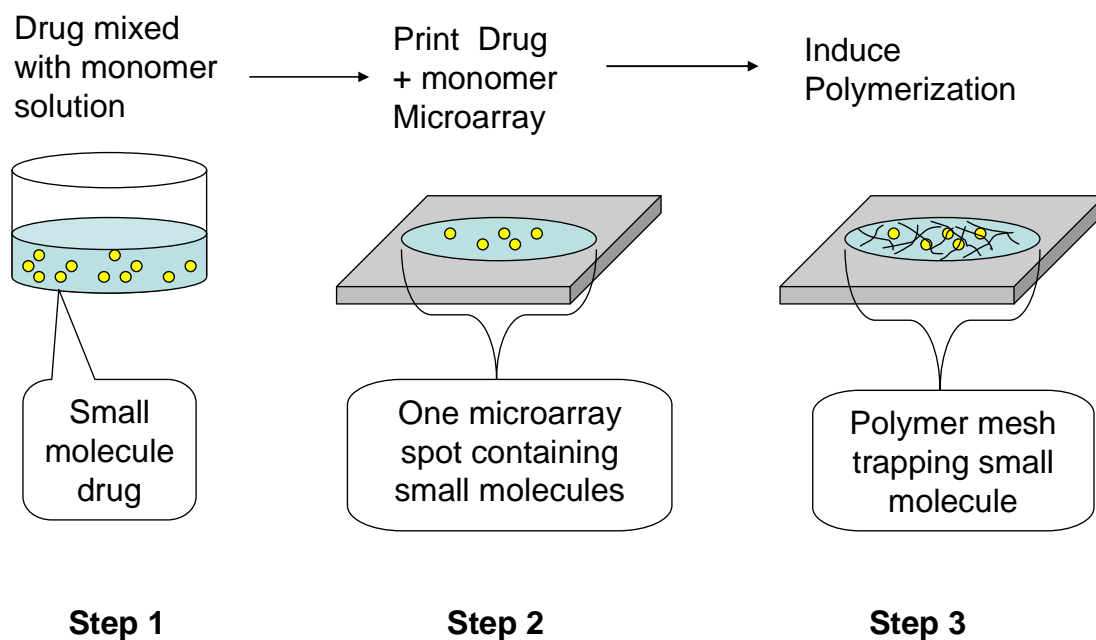 Drug mixed
with monomer
solution
Print Drug
+ monomer
Microarray
Induce
Polymerization
Small
molecule
drug
One microarray
spot containing
small molecules
Polymer mesh
trapping small
molecule
Step 1
Step 2
Step 3